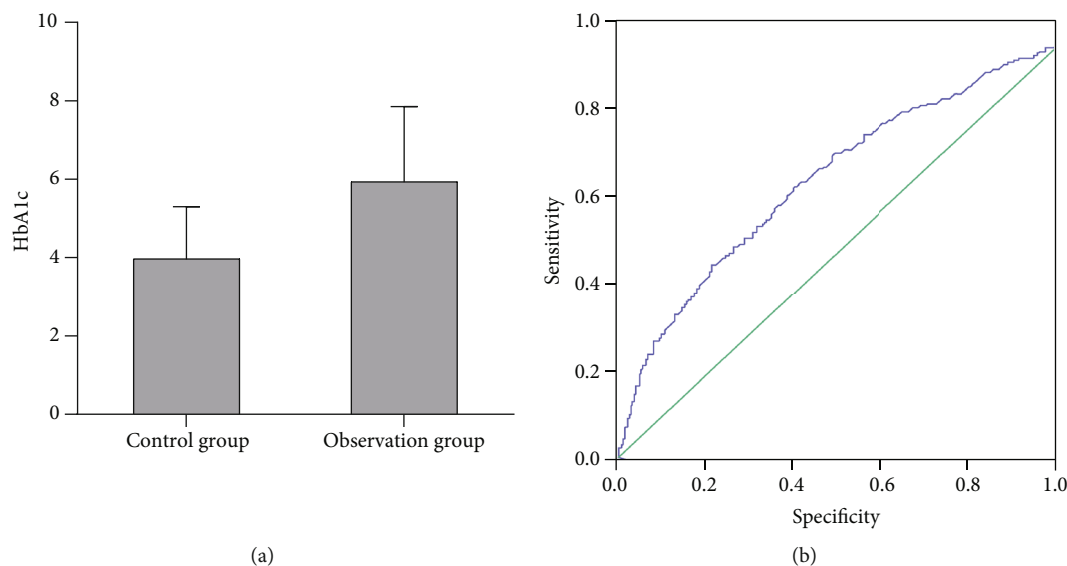 10
8
6
4
2
0
HbA1c
Control group
Observation group
(a)
1.0
0.8
0.6
0.4
0.2
0.0
Sensitivity
0.0 0.2 0.4 0.6 0.8 1.0
Specificity
(b)